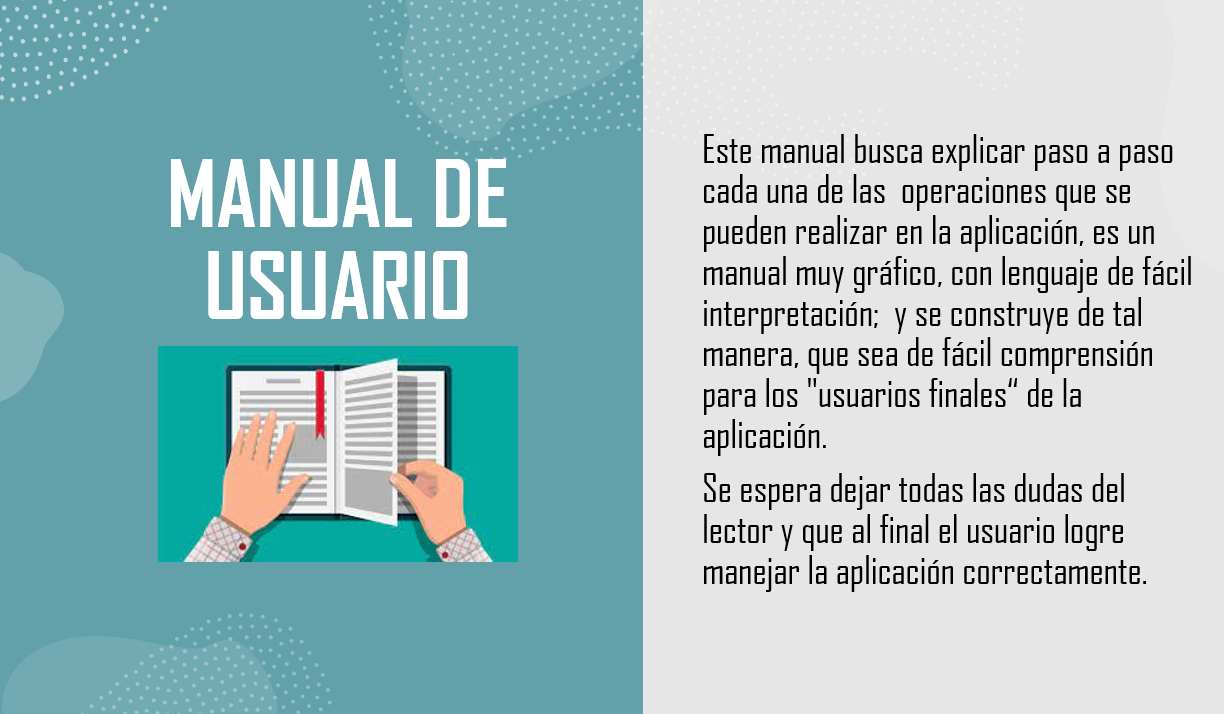 MANUAL DE
USUARIO
Este manual busca explicar paso a paso
cada una de las  operaciones que se
pueden realizar en la aplicación, es un
manual muy gráfico, con lenguaje de fácil
interpretación;  y se construye de tal
manera, que sea de fácil comprensión
para los "usuarios finales“ de la
aplicación.
Se espera dejar todas las dudas del
lector y que al final el usuario logre
manejar la aplicación correctamente.